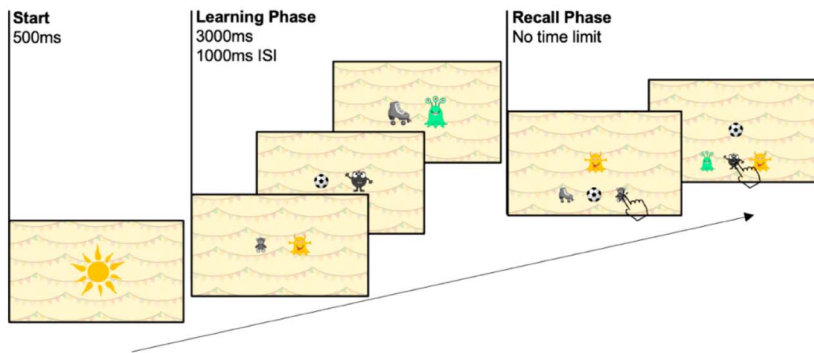 Start
500ms
Learning Phase
3000ms
1000ms ISI
Recall Phase
No time limit